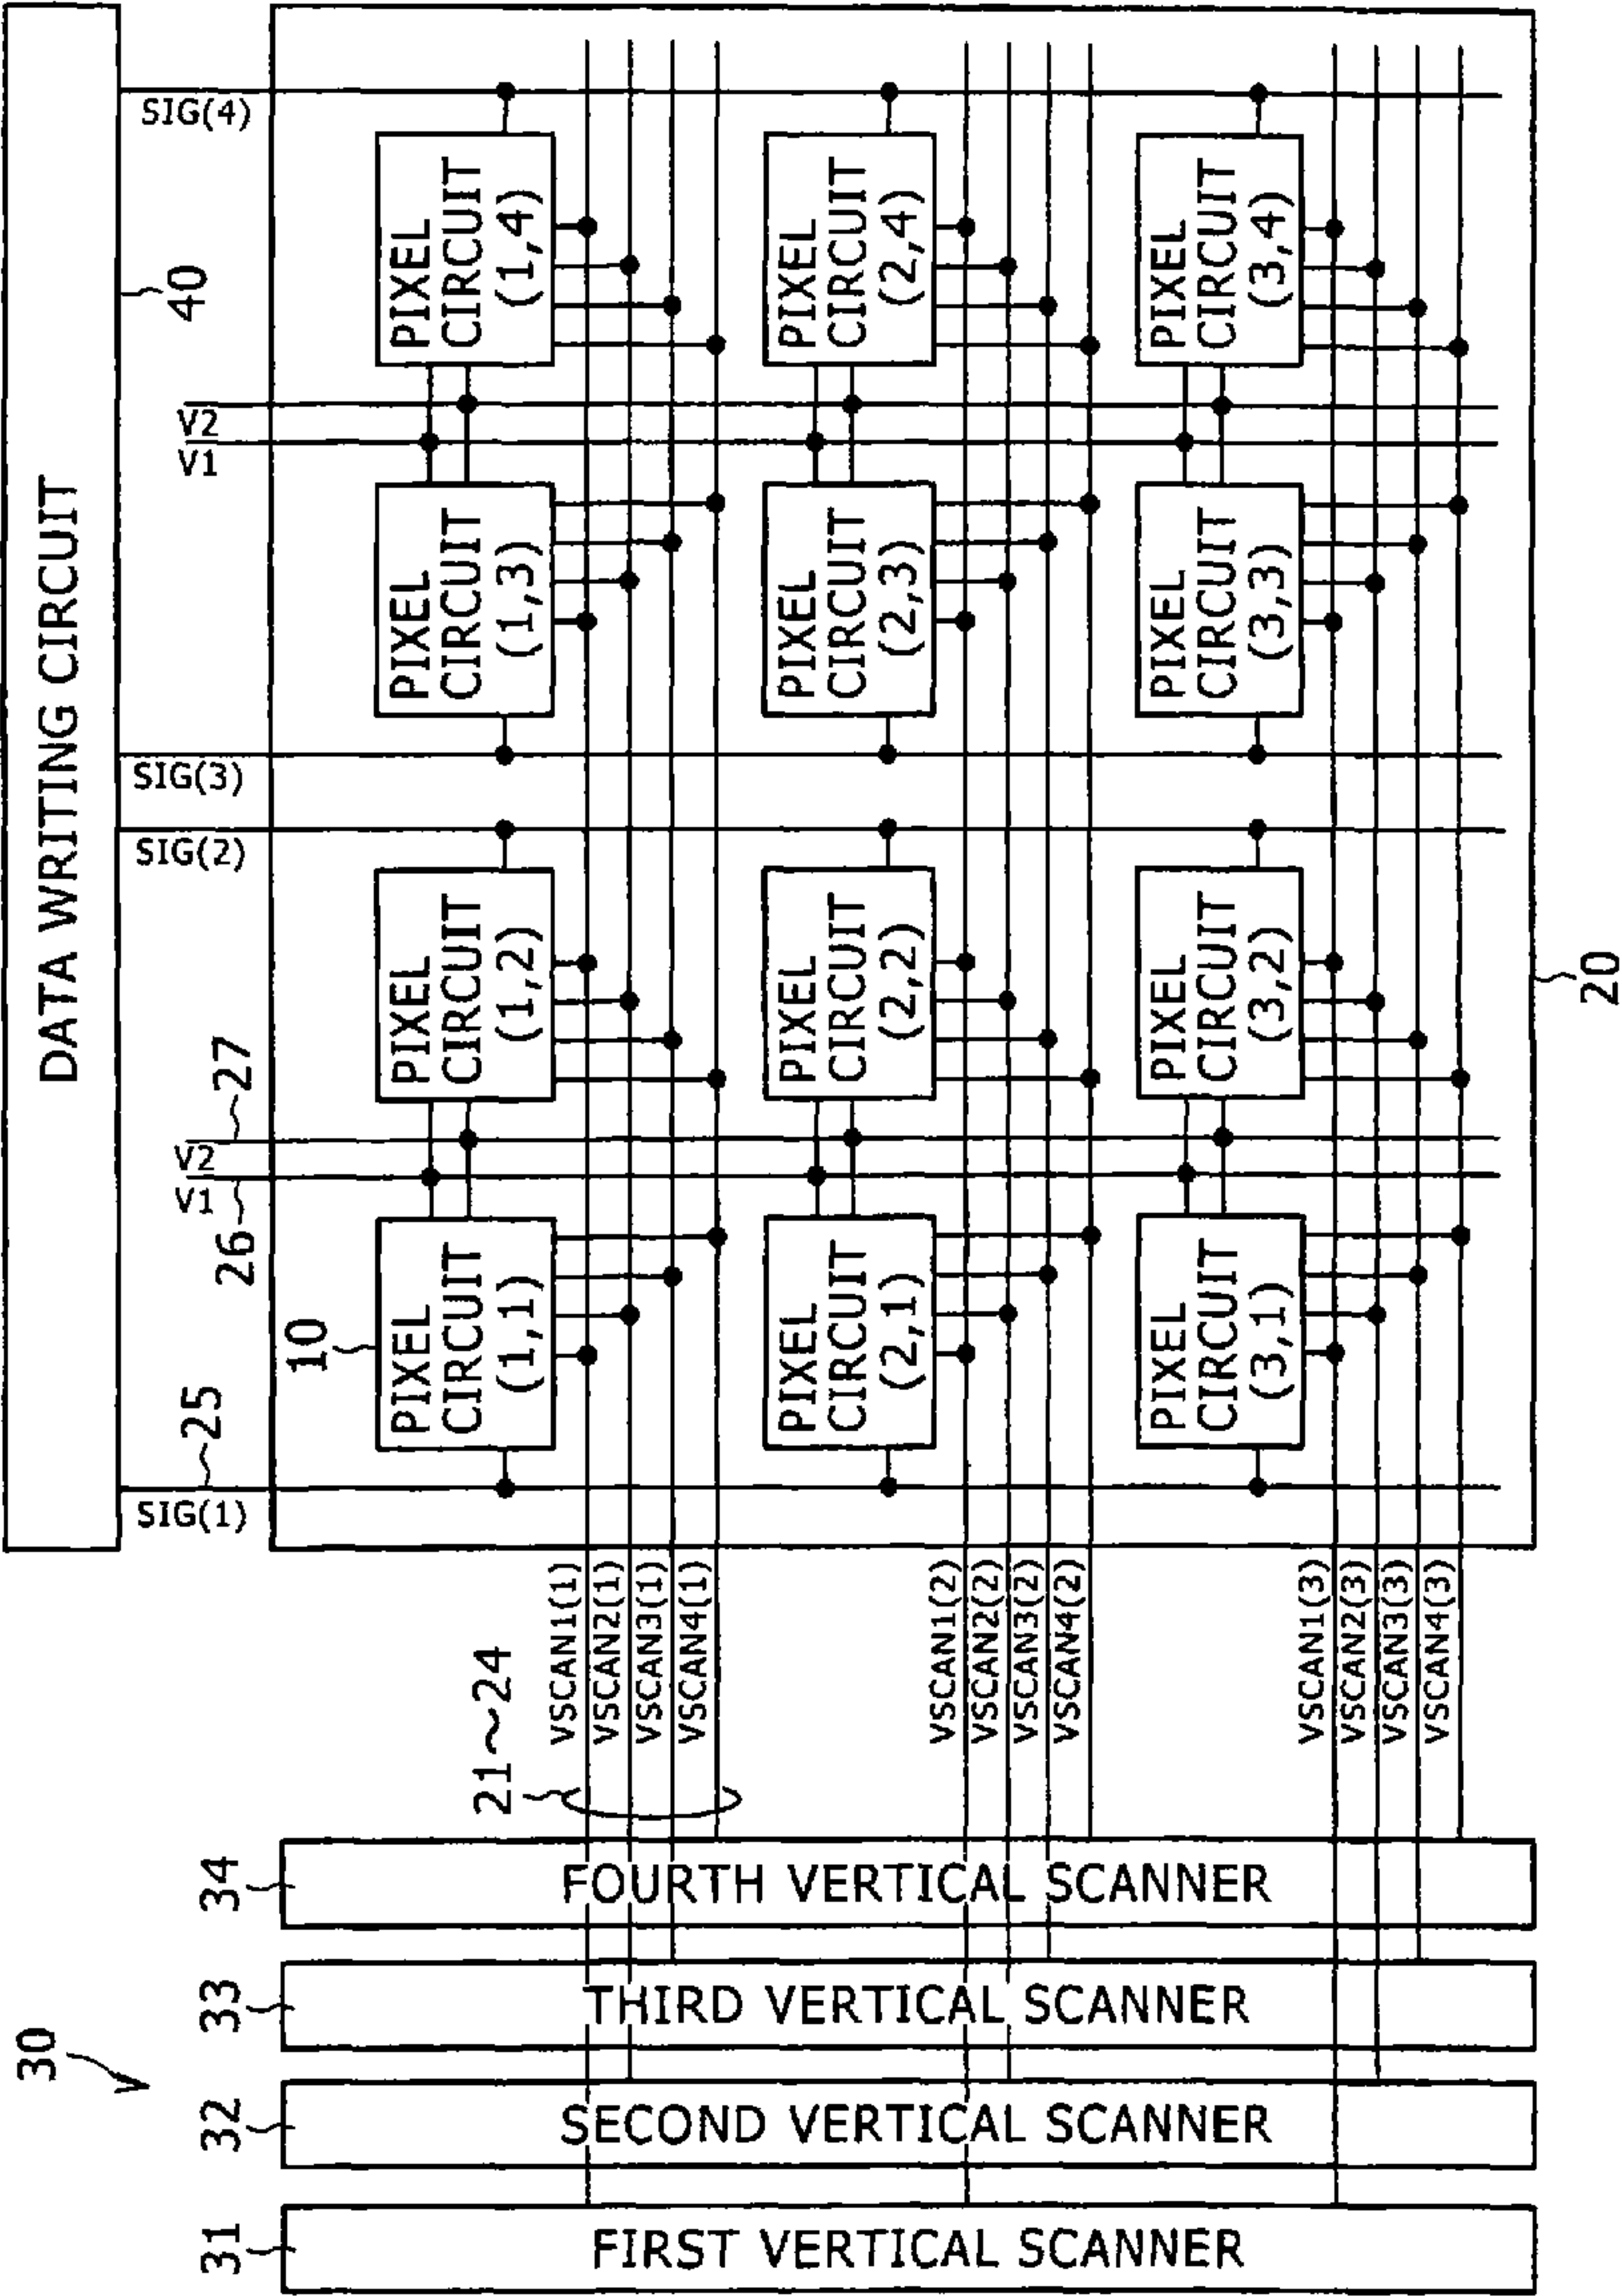 DATA WRITING CIRCUIT
40
SIG(1)
25
V1
26
V2
27
SIG(2)
SIG(3)
V1
V2
SIG(4)
30
31
FIRST VERTICAL SCANNER
32
SECOND VERTICAL SCANNER
33
THIRD VERTICAL SCANNER
34
FOURTH VERTICAL SCANNER
21~24
10
PIXEL
CIRCUIT
(1,1)
PIXEL
CIRCUIT
(1,2)
PIXEL
CIRCUIT
(1,3)
PIXEL
CIRCUIT
(1,4)
VSCAN1(1)
VSCAN2(1)
VSCAN3(1)
VSCAN4(1)
PIXEL
CIRCUIT
(2,1)
PIXEL
CIRCUIT
(2,2)
PIXEL
CIRCUIT
(2,3)
PIXEL
CIRCUIT
(2,4)
VSCAN1(2)
VSCAN2(2)
VSCAN3(2)
VSCAN4(2)
PIXEL
CIRCUIT
(3,1)
PIXEL
CIRCUIT
(3,2)
PIXEL
CIRCUIT
(3,3)
PIXEL
CIRCUIT
(3,4)
VSCAN1(3)
VSCAN2(3)
VSCAN3(3)
VSCAN4(3)
20